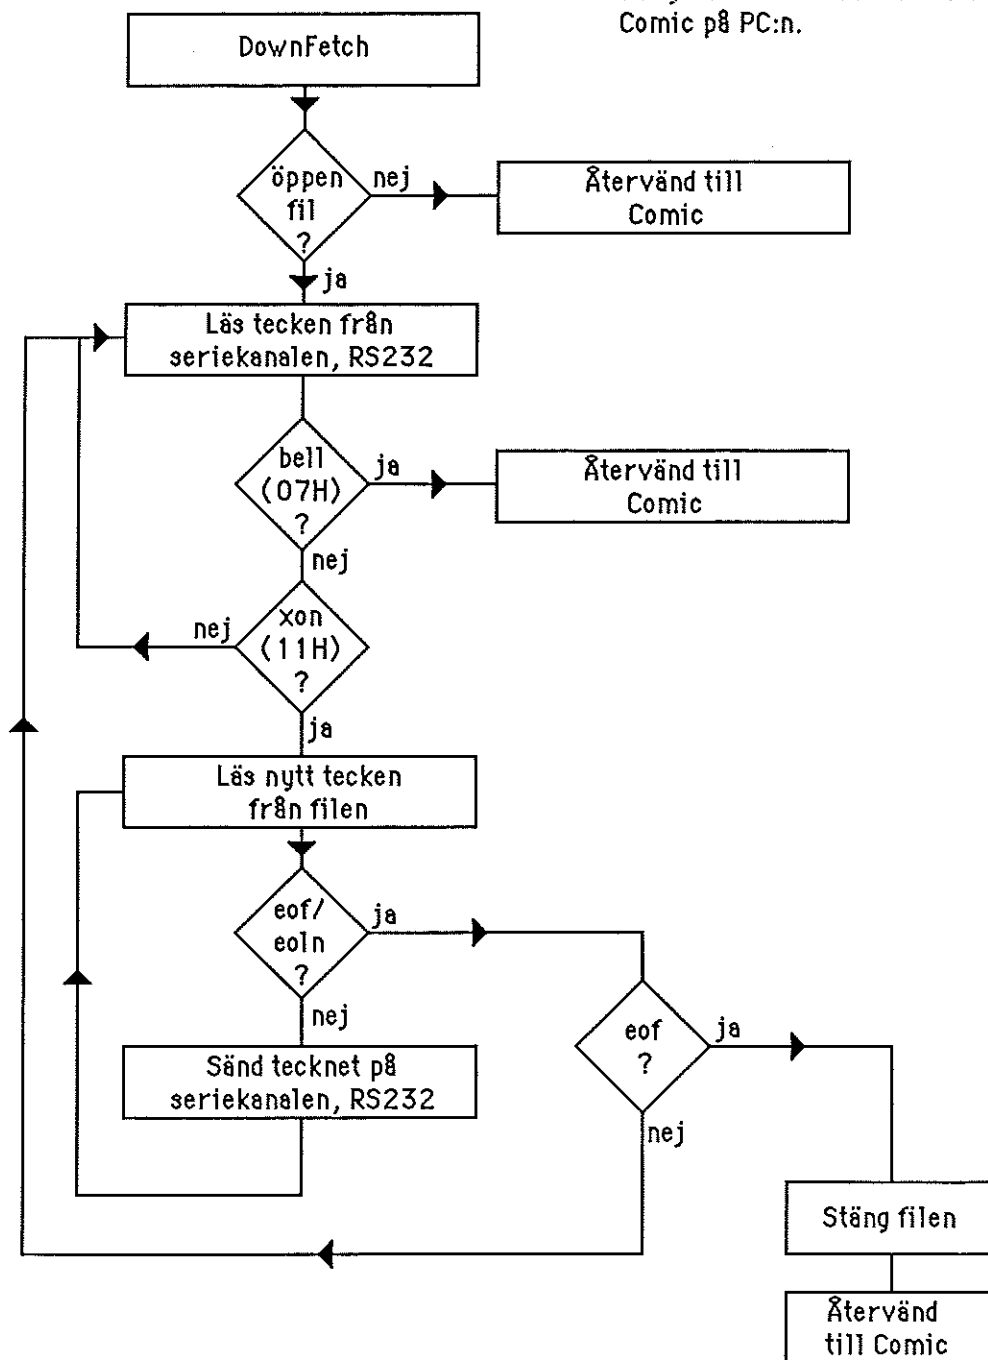 Comic på PC:n.
DownFetch
öppen
fil
?
nej
Återvänd till
Comic
ja
Läs tecken från
seriekanalen, RS232
bell
(07H)
?
ja
Återvänd till
Comic
nej
xon
(11H)
?
nej
ja
Läs nytt tecken
från filen
eof/
eoln
?
ja
nej
eof
?
ja
Sänd tecknet på
seriekanalen, RS232
nej
Stäng filen
Återvänd
till Comic